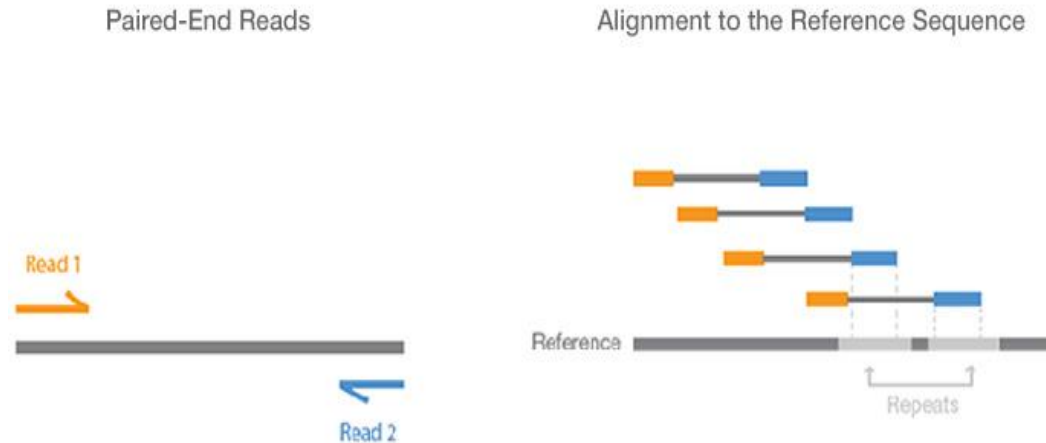 Paired-End Reads
Alignment to the Reference Sequence
Read 1
Read 2
Reference
Repeats